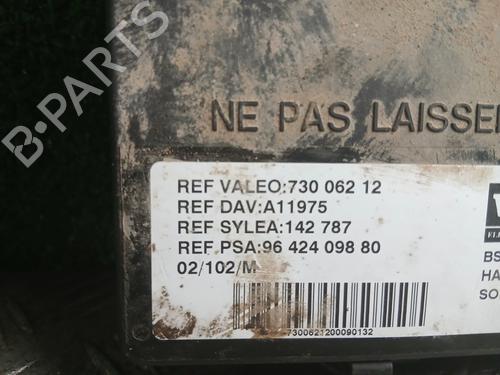 B-PARTS
NE PAS LAISSER
REF VALEO:730 062 12
REF DAV:A11975
REF SYLEA:142 787
REF PSA:96 424 098 80
02/102/M
BS
HA
SO
7300621200090132